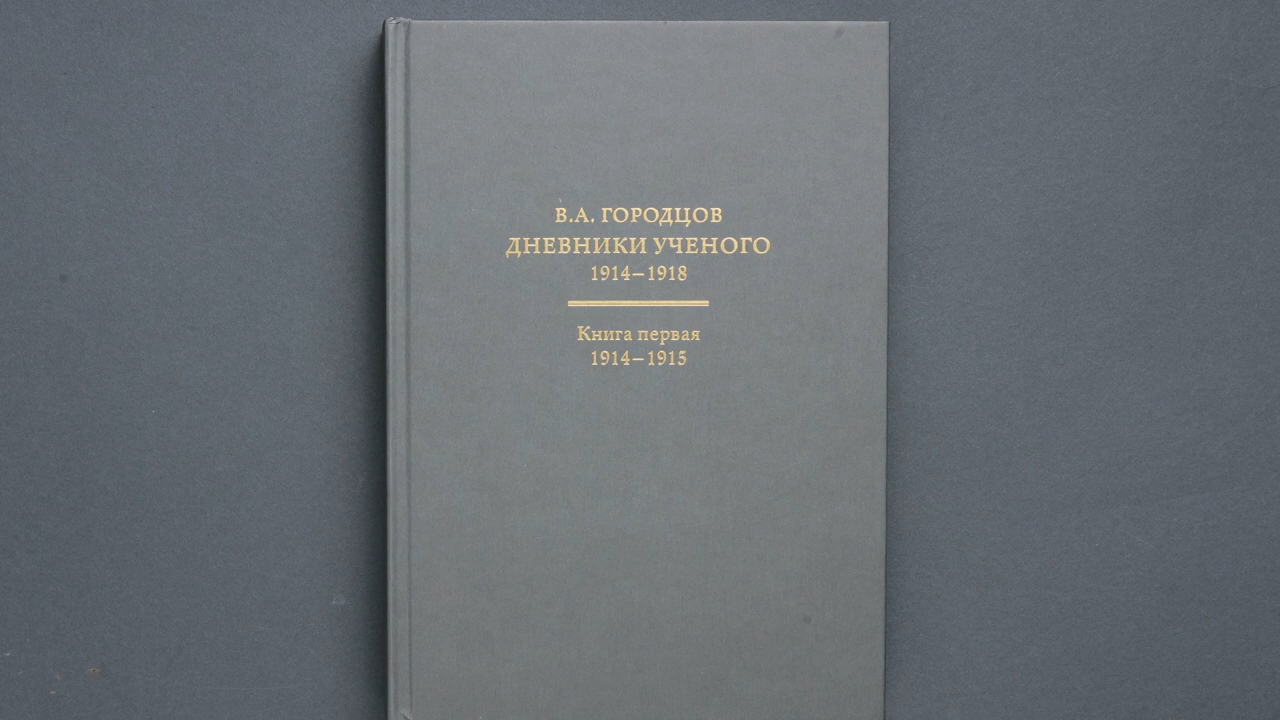 В.А. ГОРОДЦОВ
ДНЕВНИКИ УЧЕНОГО
1914–1918
Книга первая
1914–1915